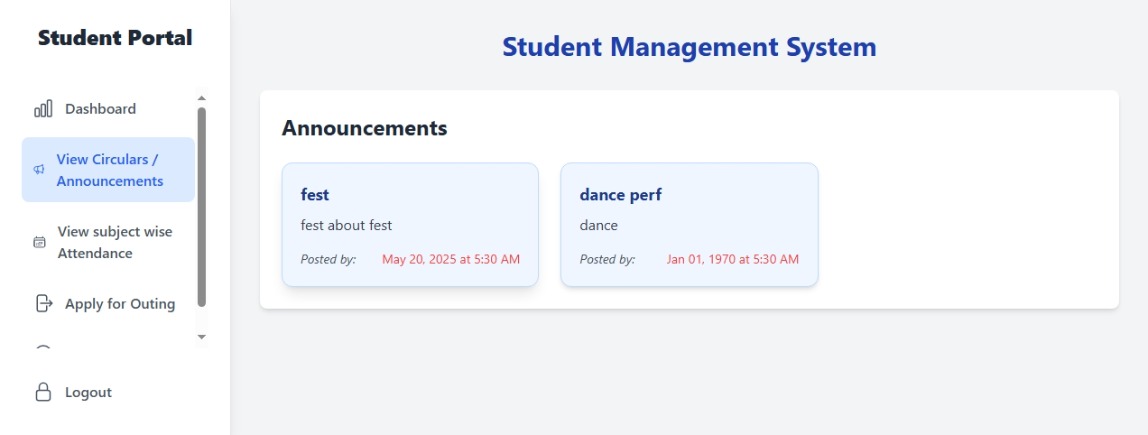 Student Portal
Dashboard
View Circulars /
Announcements
View subject wise
Attendance
Apply for Outing
Logout
Student Management System
Announcements
fest
fest about fest
Posted by: May 20, 2025 at 5:30 AM
dance perf
dance
Posted by: Jan 01, 1970 at 5:30 AM